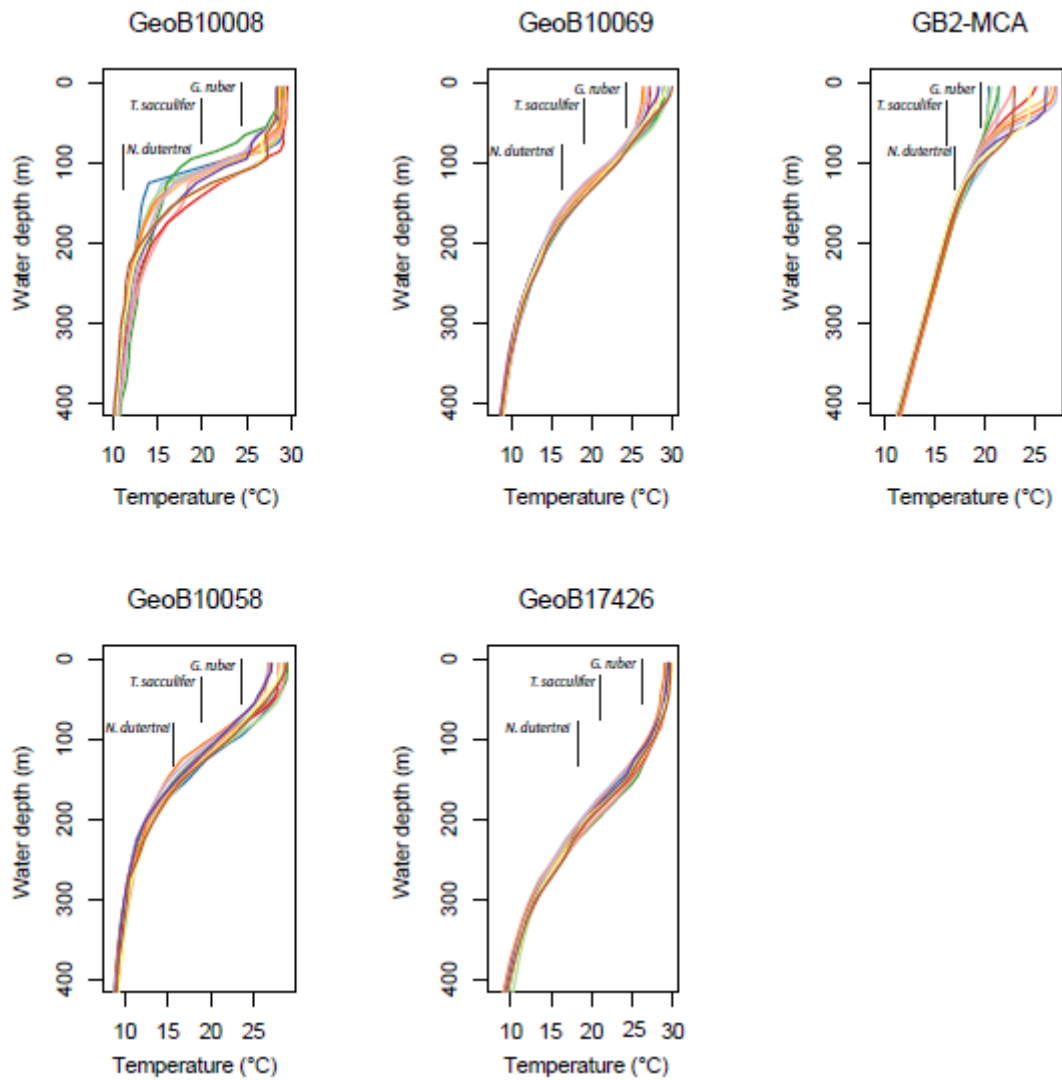 GeoB10008
0
100
200
300
400
Water depth (m)
G. ruber
T. sacculifer
N. dutertrei
10 15 20 25 30
Temperature (°C)
GeoB10069
0
100
200
300
400
Water depth (m)
G. ruber
T. sacculifer
N. dutertrei
10 15 20 25 30
Temperature (°C)
GB2-MCA
0
100
200
300
400
Water depth (m)
G. ruber
T. sacculifer
N. dutertrei
10 15 20 25
Temperature (°C)
GeoB10058
0
100
200
300
400
Water depth (m)
G. ruber
T. sacculifer
N. dutertrei
10 15 20 25
Temperature (°C)
GeoB17426
0
100
200
300
400
Water depth (m)
G. ruber
T. sacculifer
N. dutertrei
10 15 20 25 30
Temperature (°C)